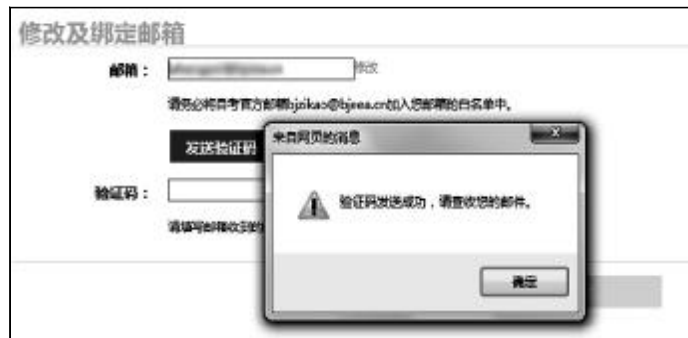 修改及绑定邮箱
邮箱：
修改
请务必将自考官方邮箱bjzikao@bjeea.cn加入您邮箱的白名单中。
发送验证码
来自网页的消息
验证码：
验证码发送成功，请查收您的邮件。
请填写邮箱收到的
确定